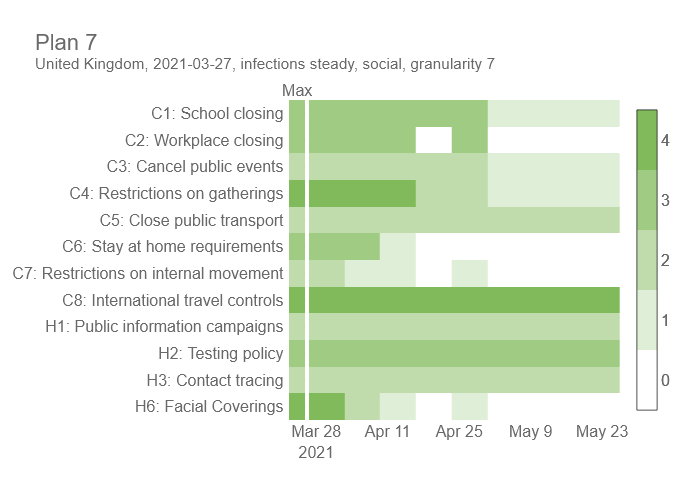 Plan 7
United Kingdom, 2021-03-27, infections steady, social, granularity 7
Max
C1: School closing
C2: Workplace closing
C3: Cancel public events
C4: Restrictions on gatherings
C5: Close public transport
C6: Stay at home requirements
C7: Restrictions on internal movement
C8: International travel controls
H1: Public information campaigns
H2: Testing policy
H3: Contact tracing
H6: Facial Coverings
4
3
2
1
0
Mar 28 Apr 11 Apr 25 May 9 May 23
2021